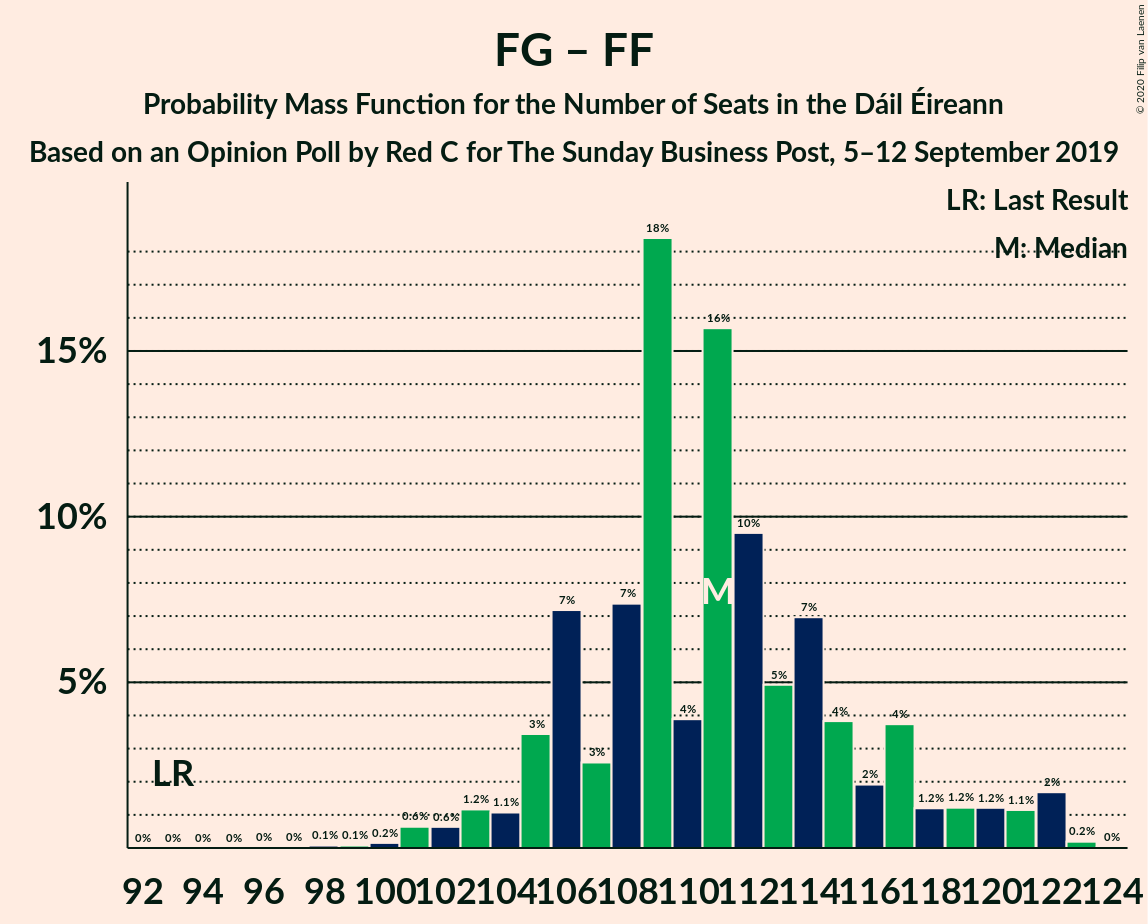 FG – FF
Probability Mass Function for the Number of Seats in the Dáil Éireann
Based on an Opinion Poll by Red C for The Sunday Business Post, 5–12 September 2019
© 2020 Filip van Laenen
LR: Last Result
M: Median
18%
16%
15%
10%
10%
7% 7% 7%
M
5%
5%
4% 4% 4%
3% 3%
LR
2% 2%
0% 0% 0% 0% 0% 0% 0.1% 0.1% 0.2% 0.6% 0.6% 1.2% 1.1% 1.2% 1.2% 1.2% 1.1% 0.2% 0%
92 94 96 98 100 102 104 106 108 110 112 114 116 118 120 122 124